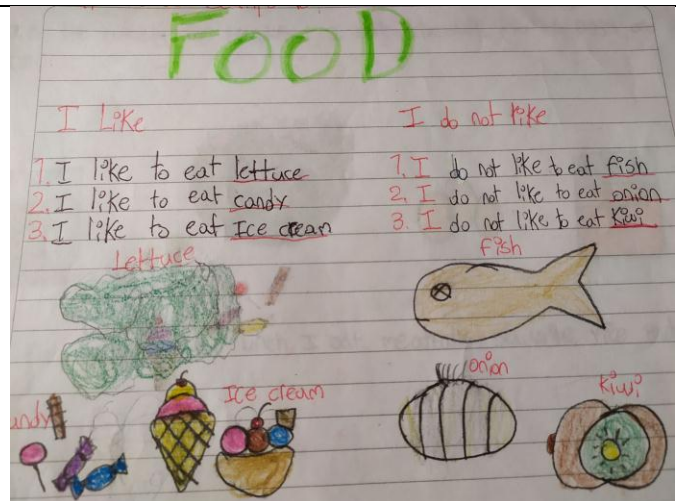 FOOD
I Like
1. I like to eat lettuce
2. I like to eat candy
3. I like to eat Ice cream
Lettuce
Ice cream
I do not like
1. I do not like to eat fish
2. I do not like to eat onion
3. I do not like to eat Kiwi
Fish
onion
Kiwi